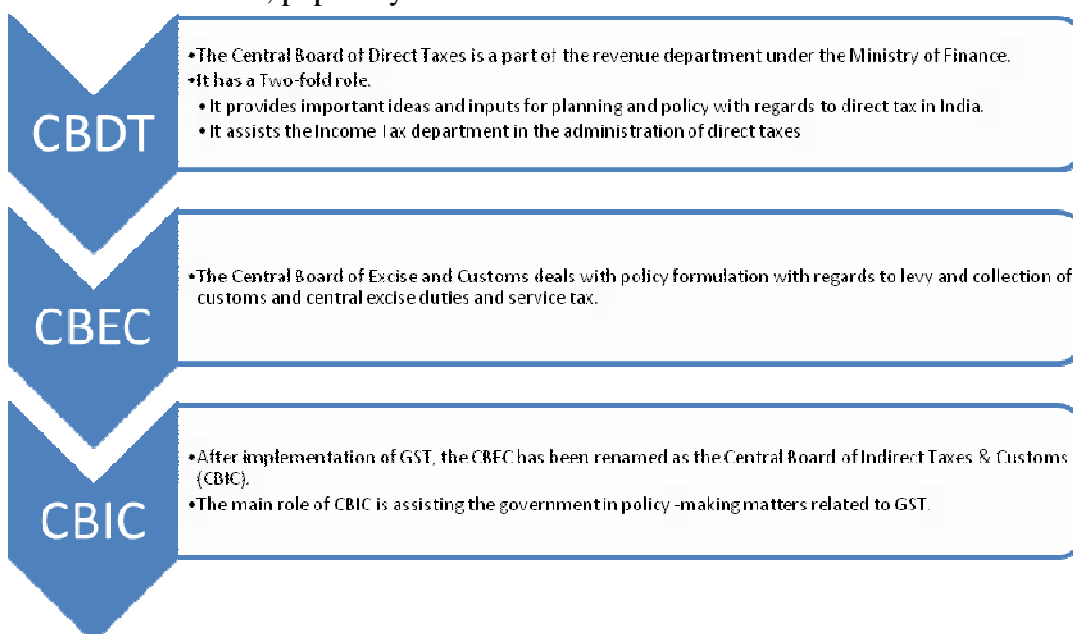 CBDT
•The Central Board of Direct Taxes is a part of the revenue department under the Ministry of Finance.
•It has a Two-fold role.
•It provides important ideas and inputs for planning and policy with regards to direct tax in India.
•It assists the Income Tax department in the administration of direct taxes
CBEC
•The Central Board of Excise and Customs deals with policy formulation with regards to levy and collection of
customs and central excise duties and service tax.
CBIC
•After implementation of GST, the CBEC has been renamed as the Central Board of Indirect Taxes & Customs
(CBIC).
•The main role of CBIC is assisting the government in policy -making matters related to GST.